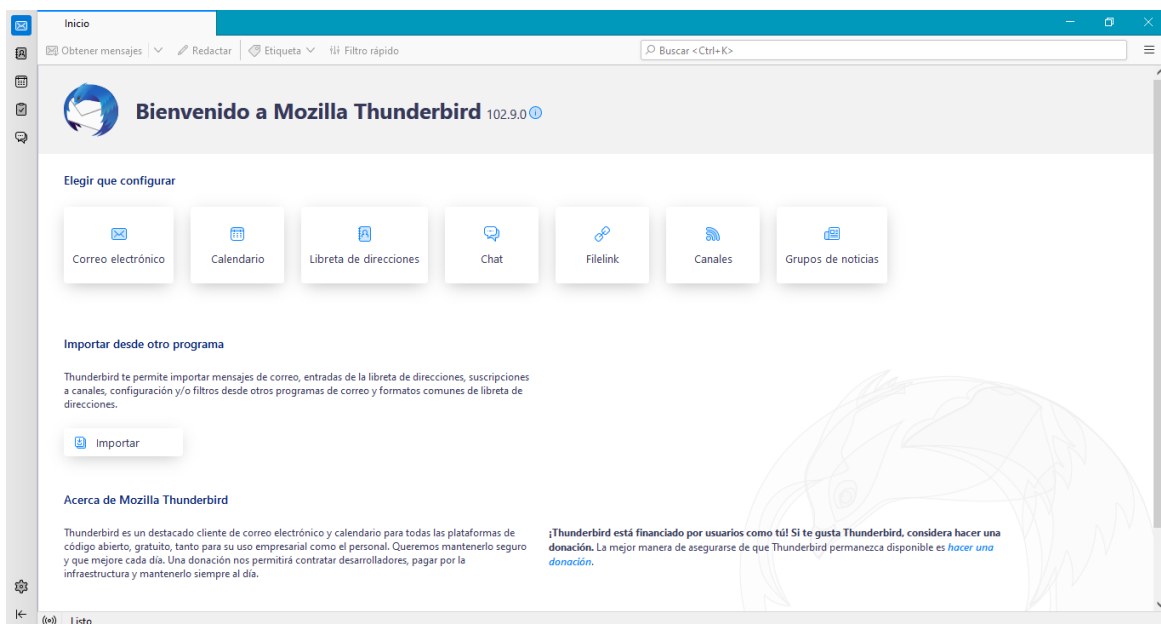 Inicio
Obtener mensajes Redactar Etiqueta Filtro rápido Buscar <Ctrl+K>
Bienvenido a Mozilla Thunderbird 102.9.0
Elegir que configurar
Correo electrónico Calendario Libreta de direcciones Chat Filelink Canales Grupos de noticias
Importar desde otro programa
Thunderbird te permite importar mensajes de correo, entradas de la libreta de direcciones, suscripciones
a canales, configuración y/o filtros desde otros programas de correo y formatos comunes de libreta de
direcciones.
Importar
Acerca de Mozilla Thunderbird
Thunderbird es un destacado cliente de correo electrónico y calendario para todas las plataformas de
código abierto, gratuito, tanto para su uso empresarial como el personal. Queremos mantenerlo seguro
y que mejore cada día. Una donación nos permitirá contratar desarrolladores, pagar por la
infraestructura y mantenerlo siempre al día.
¡Thunderbird está financiado por usuarios como tú! Si te gusta Thunderbird, considera hacer una
donación. La mejor manera de asegurarse de que Thunderbird permanezca disponible es hacer una
donación.
Listo